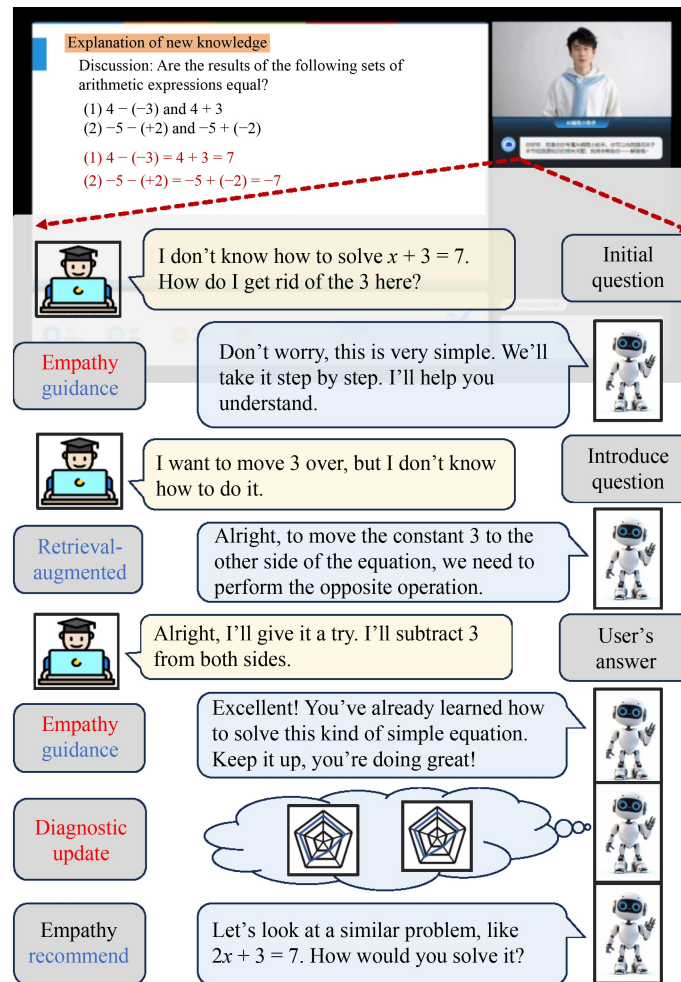 Explanation of new knowledge
Discussion: Are the results of the following sets of
arithmetic expressions equal?
(1) 4 − (−3) and 4 + 3
(2) −5 − (+2) and −5 + (−2)
(1) 4 − (−3) = 4 + 3 = 7
(2) −5 − (+2) = −5 + (−2) = −7
I don’t know how to solve x + 3 = 7.
How do I get rid of the 3 here?
Initial
question
Empathy
guidance
Don’t worry, this is very simple. We’ll
take it step by step. I’ll help you
understand.
I want to move 3 over, but I don’t know
how to do it.
Introduce
question
Retrieval-
augmented
Alright, to move the constant 3 to the
other side of the equation, we need to
perform the opposite operation.
Alright, I’ll give it a try. I’ll subtract 3
from both sides.
User’s
answer
Empathy
guidance
Excellent! You’ve already learned how
to solve this kind of simple equation.
Keep it up, you’re doing great!
Diagnostic
update
Empathy
recommend
Let’s look at a similar problem, like
2x + 3 = 7. How would you solve it?